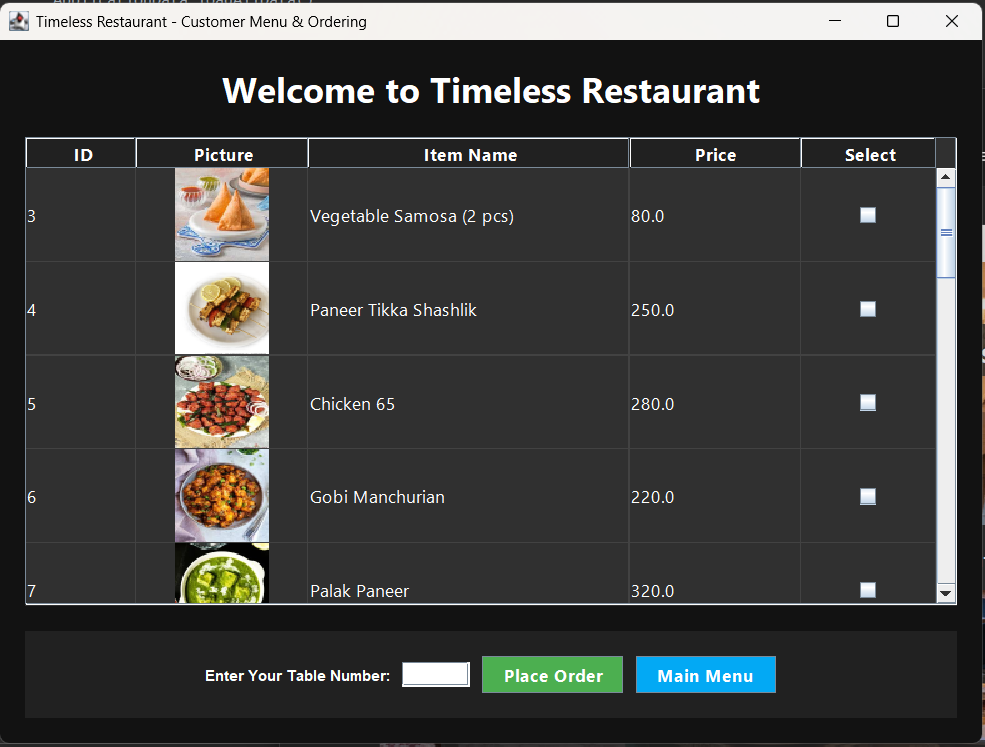 Timeless Restaurant - Customer Menu & Ordering
Welcome to Timeless Restaurant
ID Picture Item Name Price Select
3 Vegetable Samosa (2 pcs) 80.0
4 Paneer Tikka Shashlik 250.0
5 Chicken 65 280.0
6 Gobi Manchurian 220.0
7 Palak Paneer 320.0
Enter Your Table Number: Place Order Main Menu